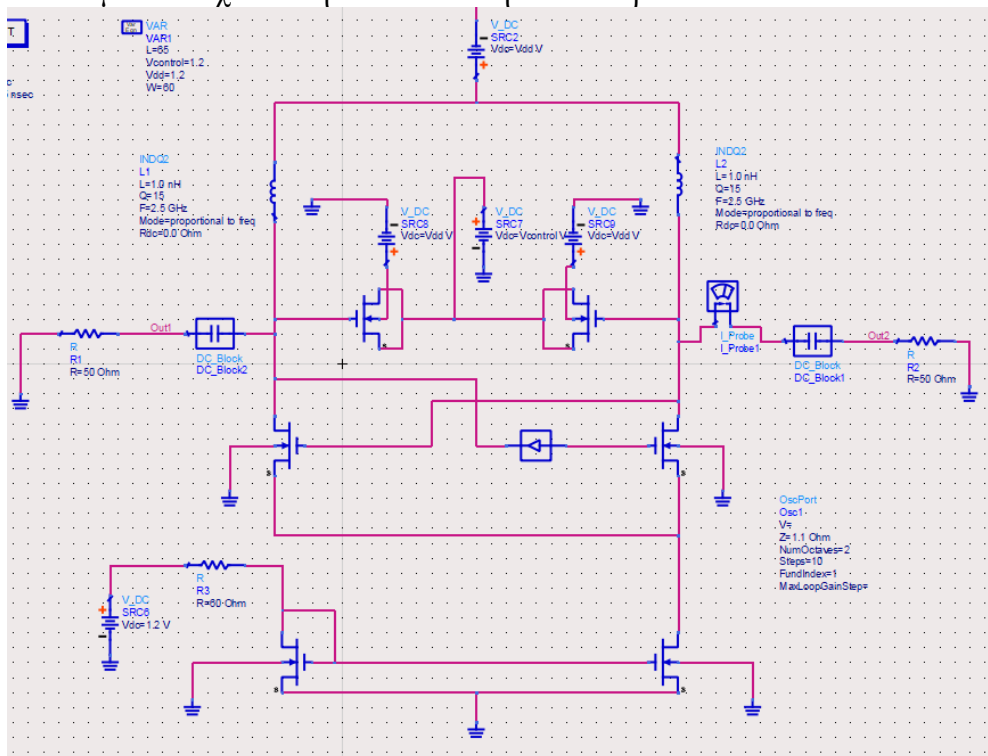 T
Var
Eqn
VAR
VAR1
L=65
Vcontrol=1.2
Vdd=1.2
W=60
nsec
V_DC
SRC2
Vdc=Vdd V
INDQ2
L1
L=1.0 nH
Q=15
F=2.5 GHz
Mode=proportional to freq
Rdc=0.0 Ohm
V_DC
SRC8
Vdc=Vdd V
V_DC
SRC7
Vdc=Vcontrol V
V_DC
SRC9
Vdc=Vdd V
INDQ2
L2
L=1.0 nH
Q=15
F=2.5 GHz
Mode=proportional to freq
Rdc=0.0 Ohm
R
R1
R=50 Ohm
Out1
DC_Block
DC_Block2
I_Probe
I_Probe1
DC_Block
DC_Block1
Out2
R
R2
R=50 Ohm
s
s
s
s
OscPort
Osc1
V=
Z=1.1 Ohm
NumOctaves=2
Steps=10
FundIndex=1
MaxLoopGainStep=
V_DC
SRC6
Vdc=1.2 V
R
R3
R=60 Ohm
s
s